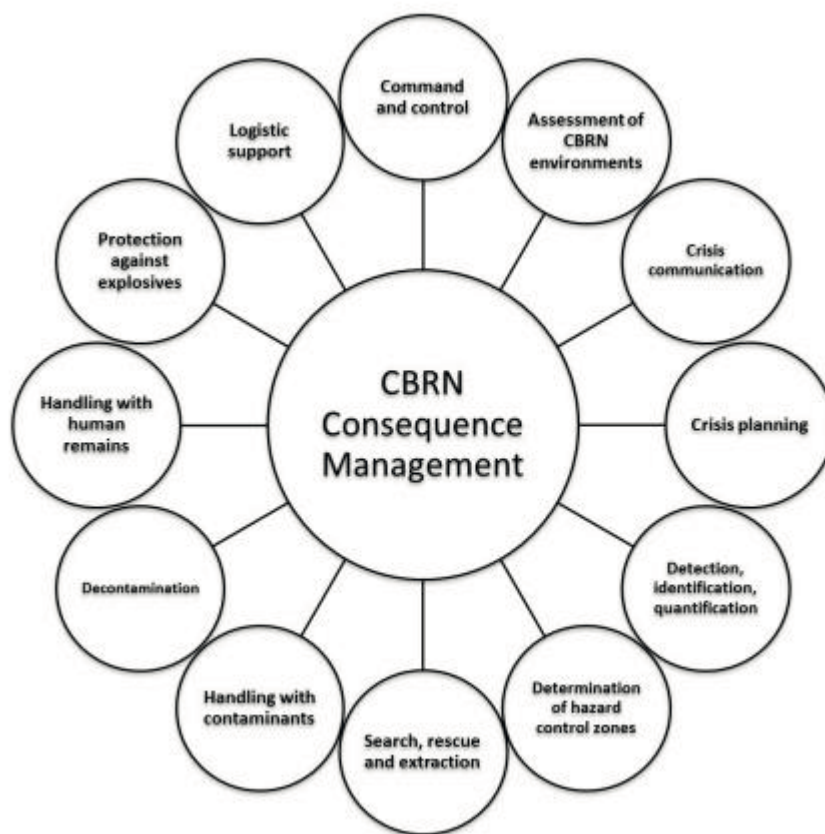 Command
and control
Assessment of
CBRN
environments
Crisis
communication
Crisis planning
Detection,
identification,
quantification
Determination
of hazard
control zones
Search, rescue
and extraction
Handling with
contaminants
Decontamination
Handling with
human
remains
Protection
against
explosives
Logistic
support
CBRN
Consequence
Management